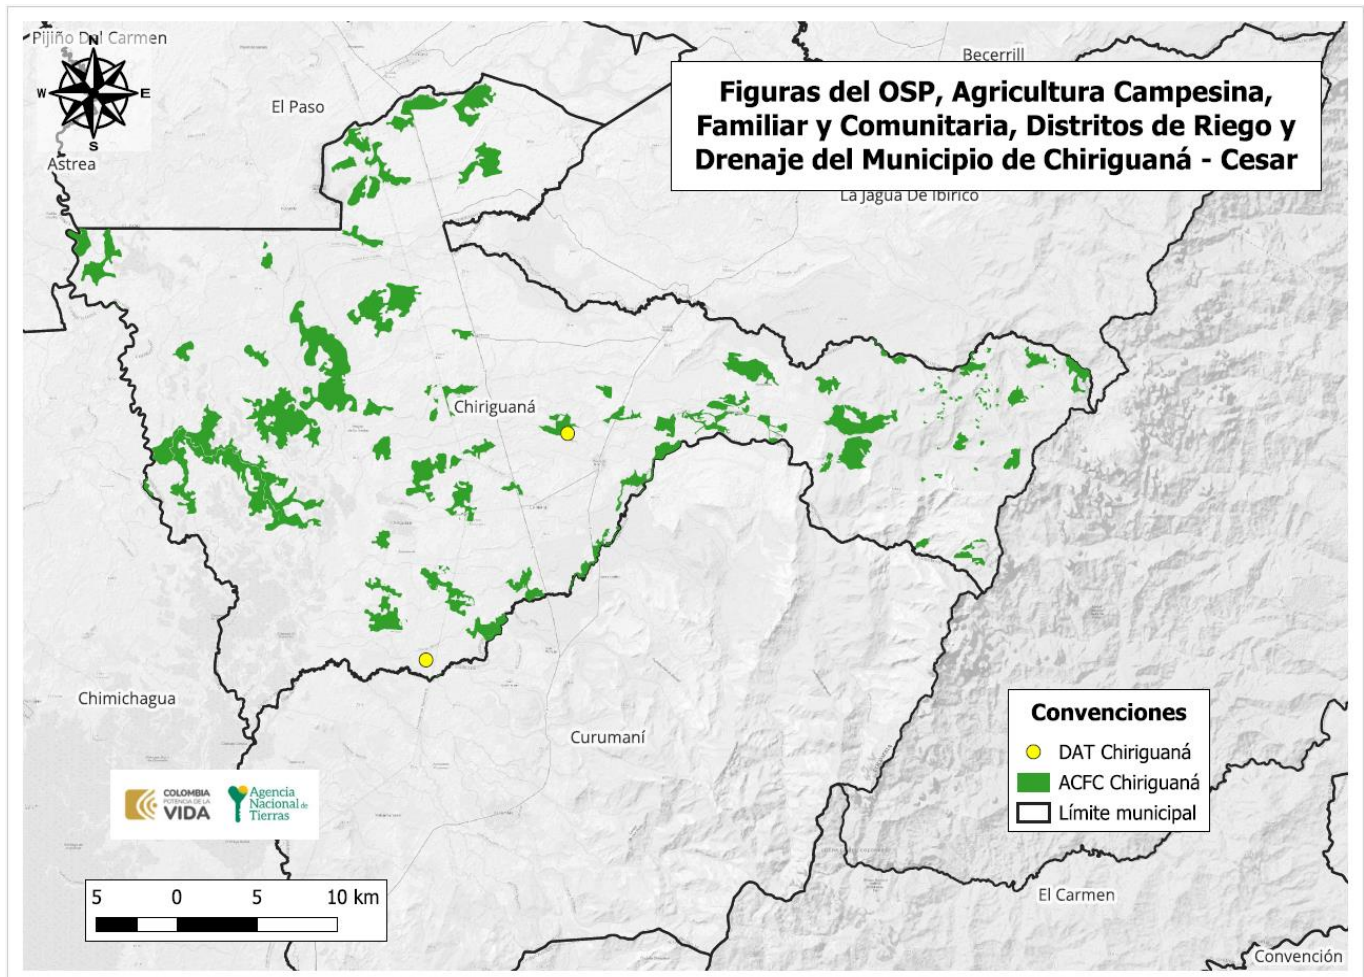 Pijiño Del Carmen
N
W E
S
Becerrill
El Paso
Astrea
Figuras del OSP, Agricultura Campesina,
Familiar y Comunitaria, Distritos de Riego y
Drenaje del Municipio de Chiriguaná - Cesar
La Jagua De Ibirico
Chiriguaná
Chimichagua
Curumaní
Convenciones
DAT Chiriguaná
ACFC Chiriguaná
Límite municipal
COLOMBIA
POTENCIA DE LA
VIDA
Agencia
Nacional de
Tierras
5 0 5 10 km
El Carmen
Convención